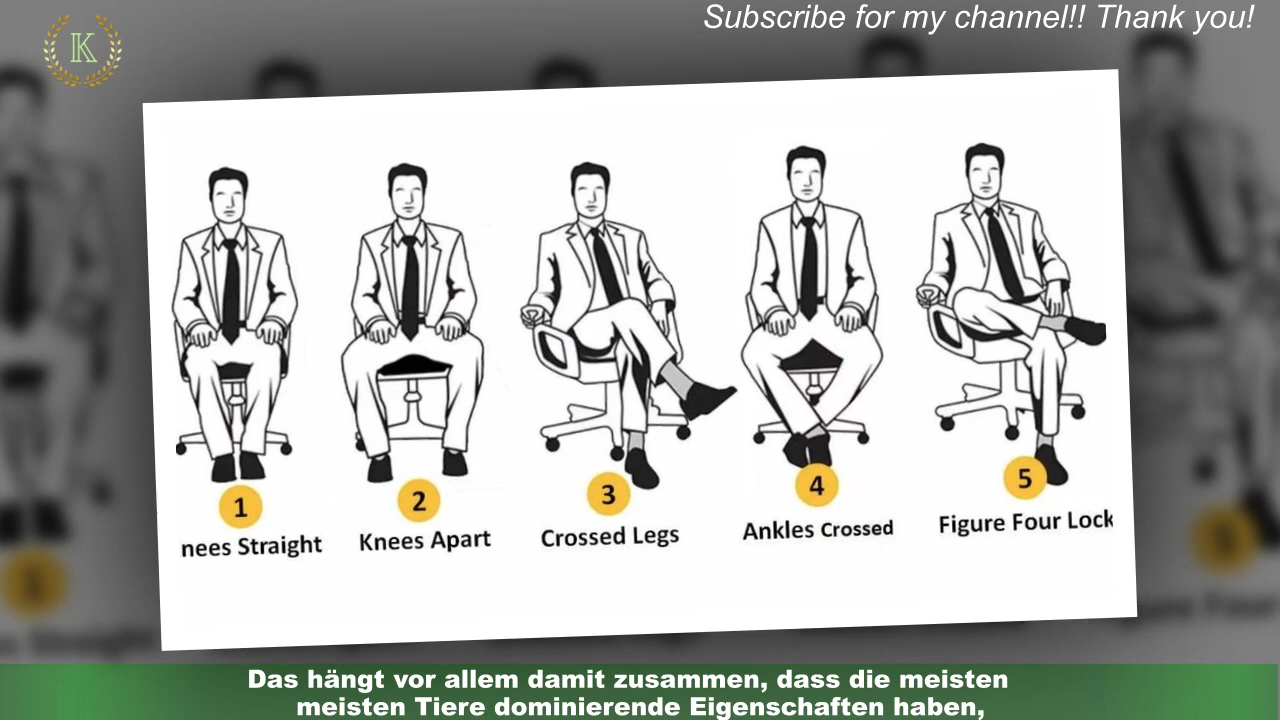 Subscribe for my channel!! Thank you!
K
1
2
3
4
5
nees Straight
Knees Apart
Crossed Legs
Ankles Crossed
Figure Four Lock
Das hängt vor allem damit zusammen, dass die meisten
meisten Tiere dominierende Eigenschaften haben,